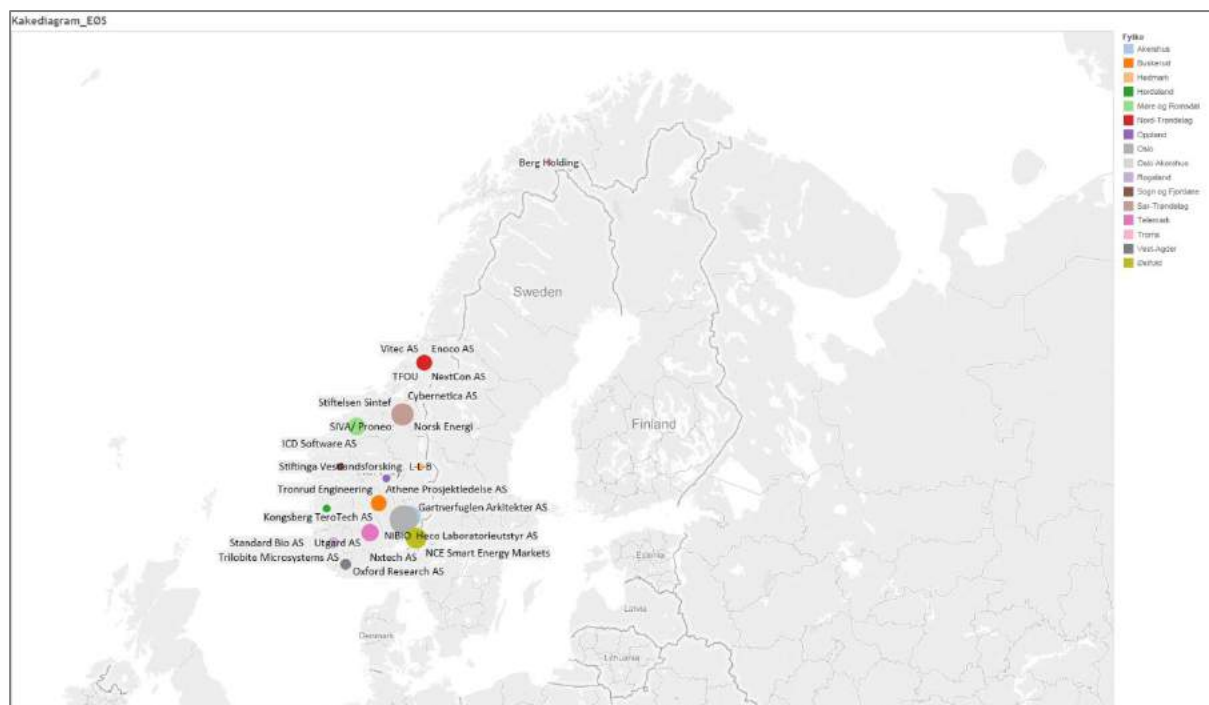 Kakediagram_EØS
Fylke
Akershus
Buskerud
Hedmark
Hordaland
Møre og Romsdal
Nord-Trøndelag
Oppland
Oslo
Oslo Akershus
Rogaland
Sogn og Fjordane
Sør-Trøndelag
Telemark
Troms
Vest-Agder
Østfold
Berg Holding
Sweden
Vitec AS Enoco AS
TFOU NextCon AS
Cybernetica AS
Stiftelsen Sintef
SIVA/ Proneo Norsk Energi
Finland
ICD Software AS
Stiftinga Vestlandsforsking L-L-B
Tronrud Engineering Athene Prosjektledelse AS
Gartnerfuglen Arkitekter AS
Kongsberg TeroTech AS
NIBIO Heco Laboratorieutstyr AS
Standard Bio AS Utgard AS
NCE Smart Energy Markets
Trilobite Microsystems AS Nxtech AS
Oxford Research AS
Estonia
Latvia
Denmark
Lithuania